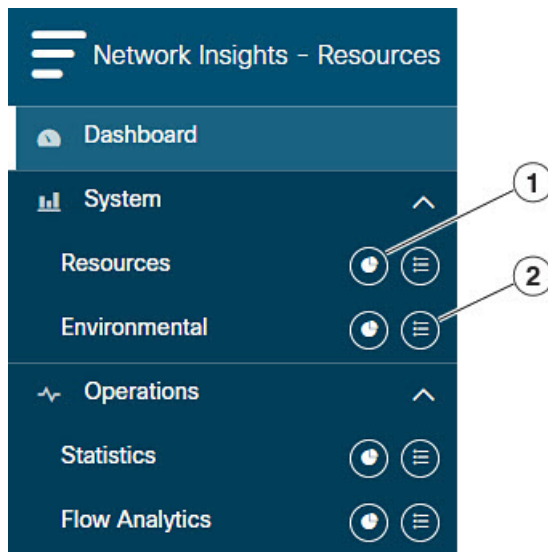 Network Insights - Resources
Dashboard
System
1
Resources
2
Environmental
Operations
Statistics
Flow Analytics